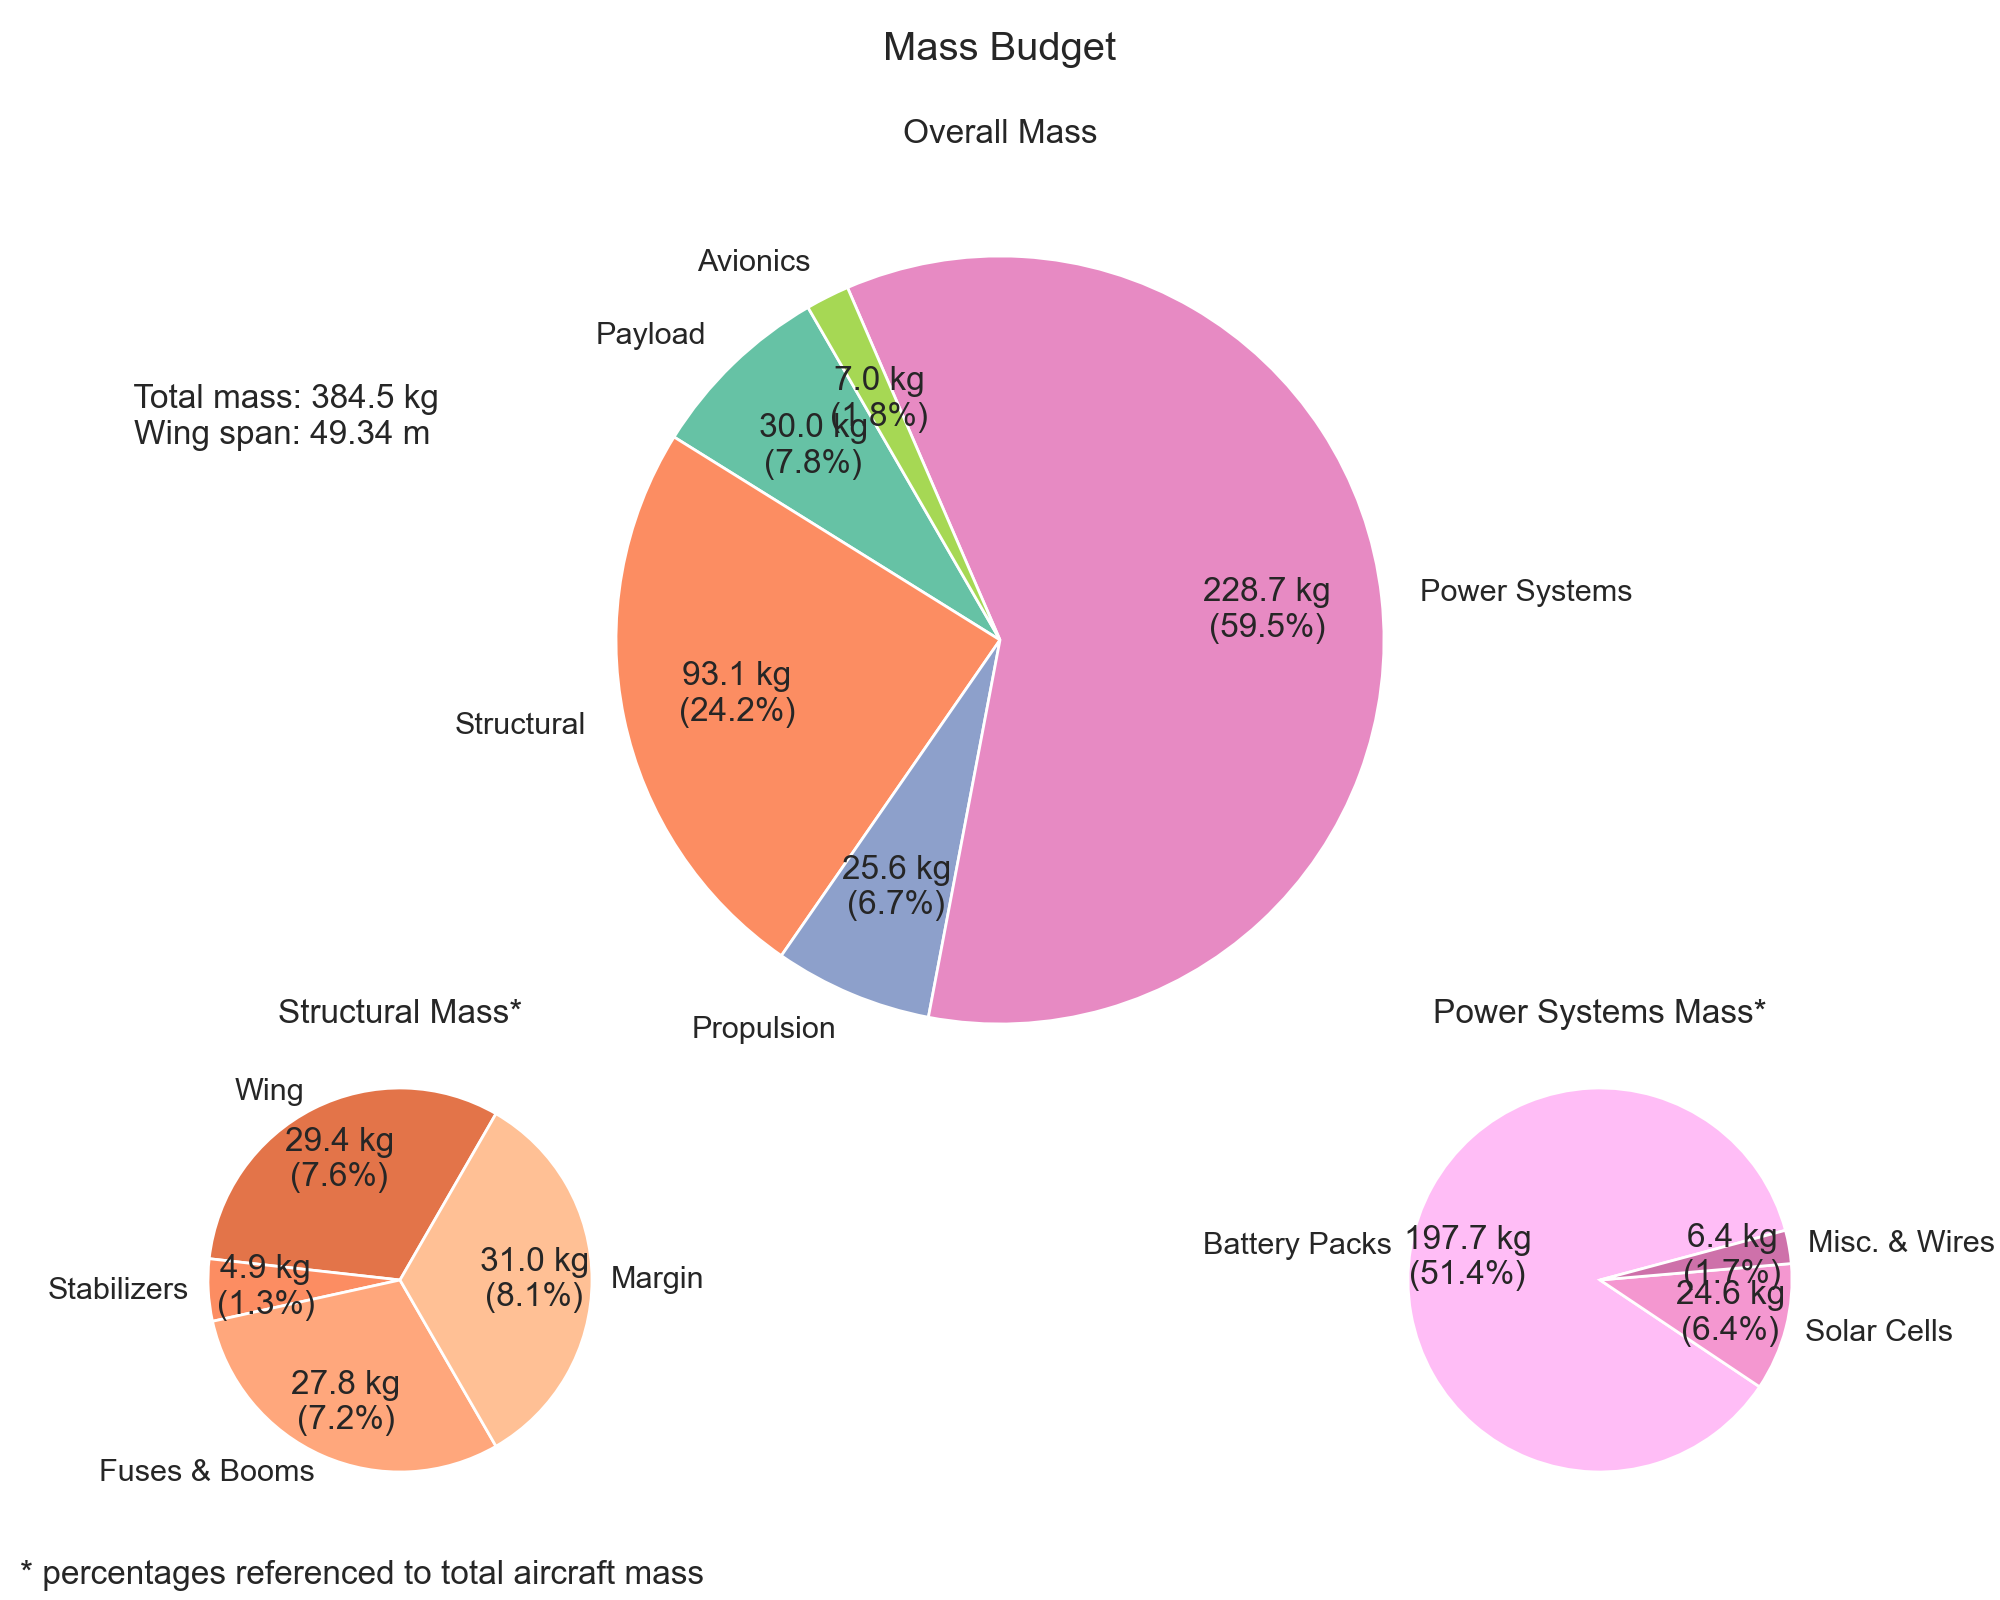 Mass Budget
Overall Mass
Avionics
Payload
Total mass: 384.5 kg
Wing span: 49.34 m
7.0 kg
(1.8%)
30.0 kg
(7.8%)
228.7 kg
(59.5%)
Power Systems
93.1 kg
(24.2%)
Structural
25.6 kg
(6.7%)
Propulsion
Structural Mass*
Wing
29.4 kg
(7.6%)
Stabilizers
4.9 kg
(1.3%)
31.0 kg
(8.1%)
Margin
27.8 kg
(7.2%)
Fuses & Booms
Power Systems Mass*
Battery Packs
197.7 kg
(51.4%)
6.4 kg
(1.7%)
Misc. & Wires
24.6 kg
(6.4%)
Solar Cells
* percentages referenced to total aircraft mass